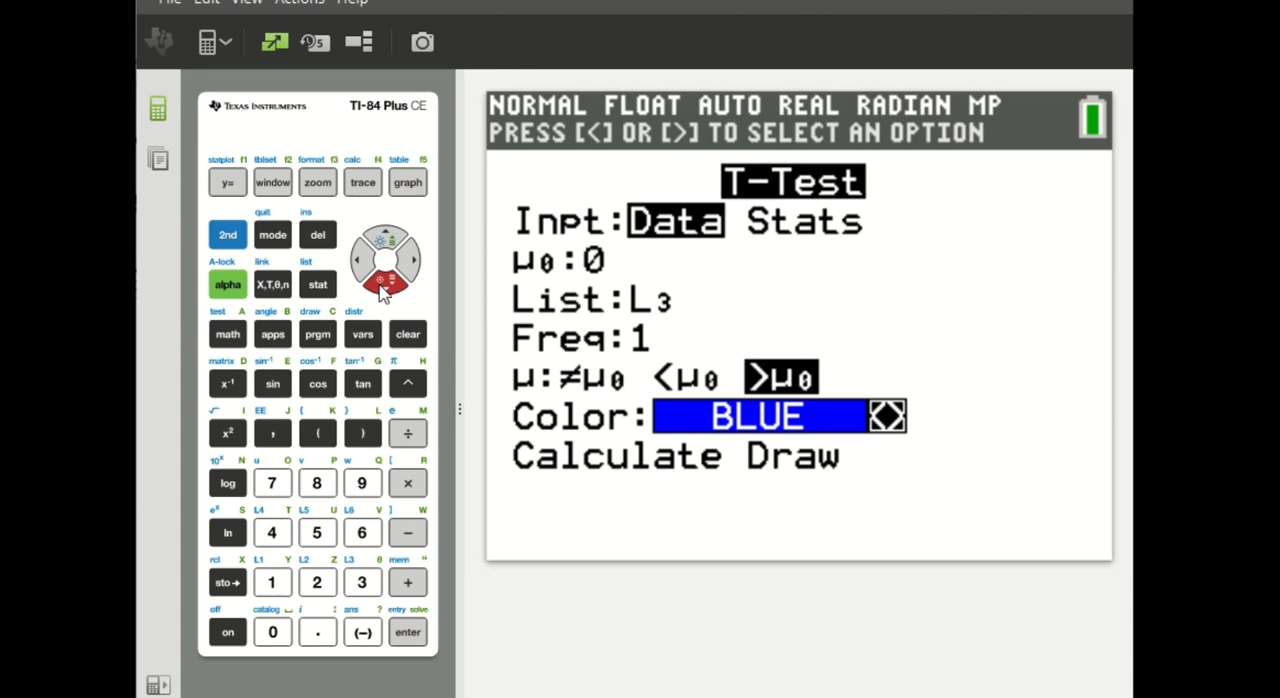 File Edit View Actions Help
TEXAS INSTRUMENTS TI-84 Plus CE
statplot f1 tblset f2 format f3 calc f4 table f5
y= window zoom trace graph
quit ins
2nd mode del
A-lock link list
alpha X,T,θ,n stat
test A angle B draw C distr
math apps prgm vars clear
matrix D sin⁻¹ E cos⁻¹ F tan⁻¹ G π H
x⁻¹ sin cos tan ^
√ I EE J { K } L e M
x² , ( ) ÷
10ˣ N u O v P w Q [ R
log 7 8 9 ×
eˣ S L4 T L5 U L6 V ] W
ln 4 5 6 −
rcl X L1 Y L2 Z L3 θ mem "
sto→ 1 2 3 +
off catalog i : ans ? entry solve
on 0 . (−) enter
NORMAL FLOAT AUTO REAL RADIAN MP
PRESS [<] OR [>] TO SELECT AN OPTION
T-Test
Inpt:Data Stats
μ₀:0
List:L₃
Freq:1
μ:≠μ₀ <μ₀ >μ₀
Color: BLUE
Calculate Draw